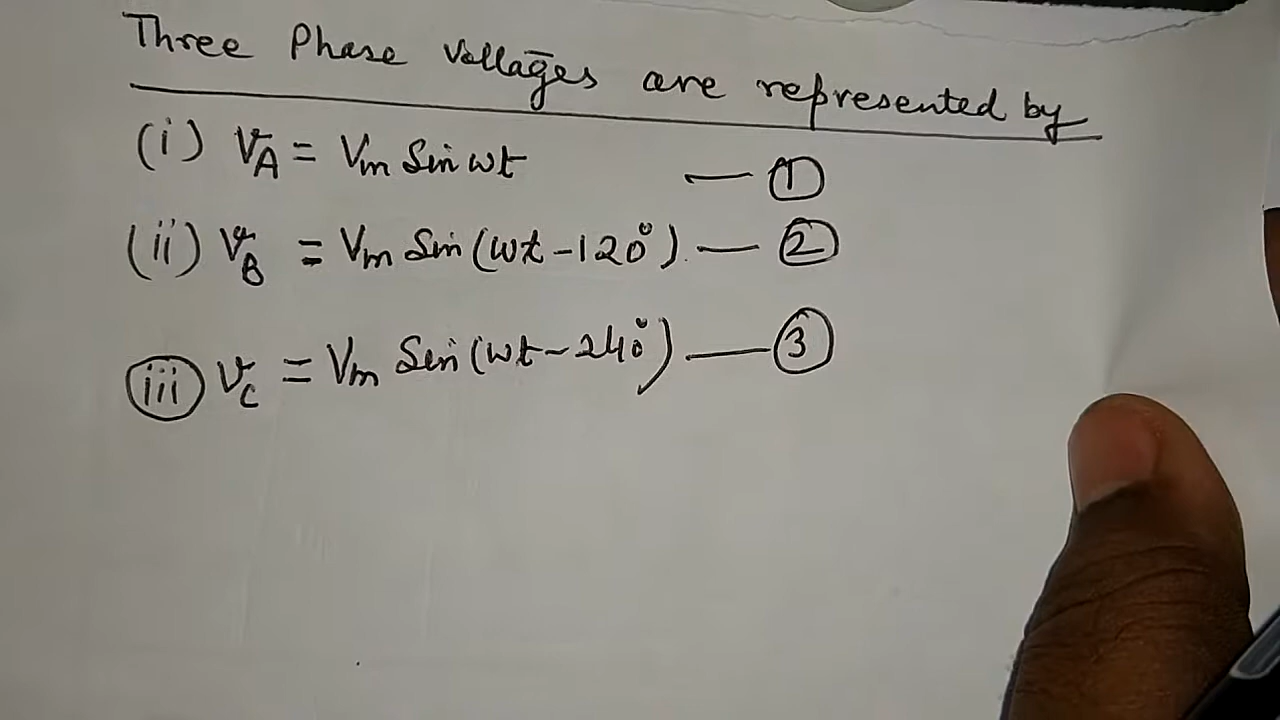 Three Phase Voltages are represented by
(i) VA = Vm Sin wt — ①
(ii) VB = Vm Sin (wt - 120°). — ②
(iii) VC = Vm Sin (wt - 240°) — ③